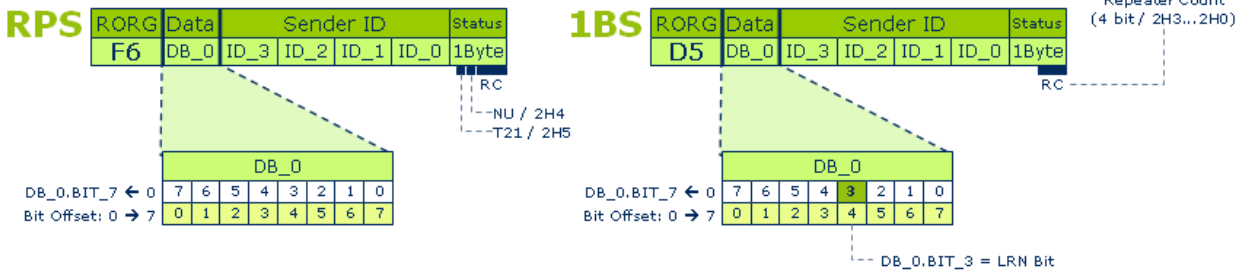 Repeater Count
(4 bit / 2H3...2H0)
RPS RORG Data Sender ID Status
F6 DB_0 ID_3 ID_2 ID_1 ID_0 1Byte
RC
NU / 2H4
T21 / 2H5
DB_0
DB_0.BIT_7 ← 0 7 6 5 4 3 2 1 0
Bit Offset: 0 → 7 0 1 2 3 4 5 6 7
1BS RORG Data Sender ID Status
D5 DB_0 ID_3 ID_2 ID_1 ID_0 1Byte
RC
DB_0
DB_0.BIT_7 ← 0 7 6 5 4 3 2 1 0
Bit Offset: 0 → 7 0 1 2 3 4 5 6 7
DB_0.BIT_3 = LRN Bit